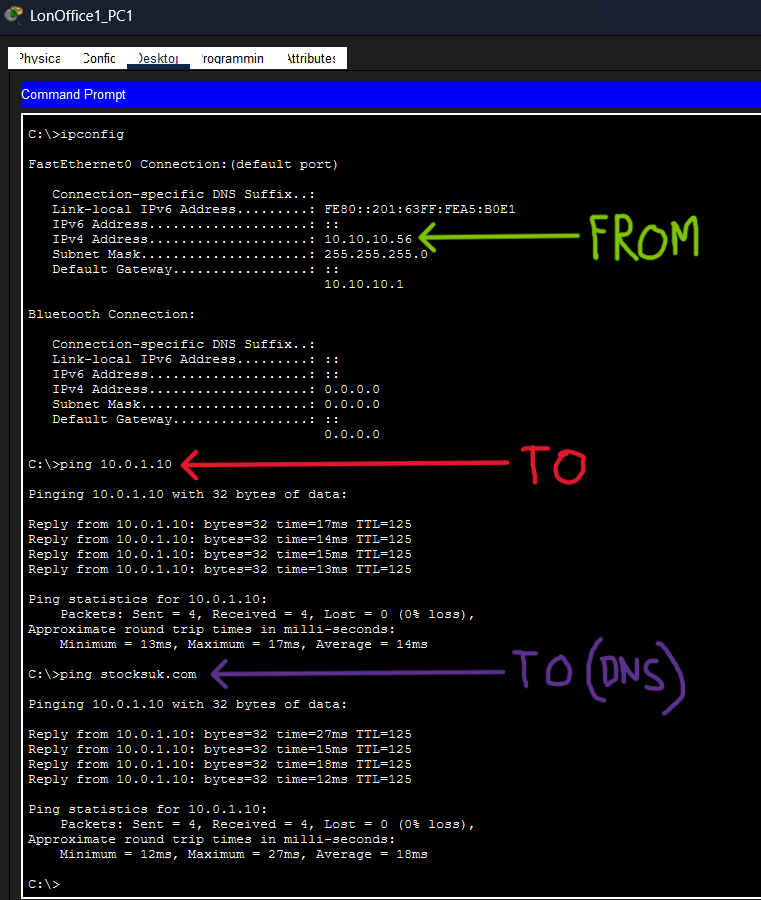 LonOffice1_PC1
Physica Config Desktop Programmin Attributes
Command Prompt
C:\>ipconfig
FastEthernet0 Connection:(default port)
Connection-specific DNS Suffix..:
Link-local IPv6 Address.........: FE80::201:63FF:FEA5:B0E1
IPv6 Address....................: ::
IPv4 Address....................: 10.10.10.56
FROM
Subnet Mask.....................: 255.255.255.0
Default Gateway.................: ::
10.10.10.1
Bluetooth Connection:
Connection-specific DNS Suffix..:
Link-local IPv6 Address.........: ::
IPv6 Address....................: ::
IPv4 Address....................: 0.0.0.0
Subnet Mask.....................: 0.0.0.0
Default Gateway.................: ::
0.0.0.0
C:\>ping 10.0.1.10
TO
Pinging 10.0.1.10 with 32 bytes of data:
Reply from 10.0.1.10: bytes=32 time=17ms TTL=125
Reply from 10.0.1.10: bytes=32 time=14ms TTL=125
Reply from 10.0.1.10: bytes=32 time=15ms TTL=125
Reply from 10.0.1.10: bytes=32 time=13ms TTL=125
Ping statistics for 10.0.1.10:
Packets: Sent = 4, Received = 4, Lost = 0 (0% loss),
Approximate round trip times in milli-seconds:
Minimum = 13ms, Maximum = 17ms, Average = 14ms
C:\>ping stocksuk.com
TO (DNS)
Pinging 10.0.1.10 with 32 bytes of data:
Reply from 10.0.1.10: bytes=32 time=27ms TTL=125
Reply from 10.0.1.10: bytes=32 time=15ms TTL=125
Reply from 10.0.1.10: bytes=32 time=18ms TTL=125
Reply from 10.0.1.10: bytes=32 time=12ms TTL=125
Ping statistics for 10.0.1.10:
Packets: Sent = 4, Received = 4, Lost = 0 (0% loss),
Approximate round trip times in milli-seconds:
Minimum = 12ms, Maximum = 27ms, Average = 18ms
C:\>